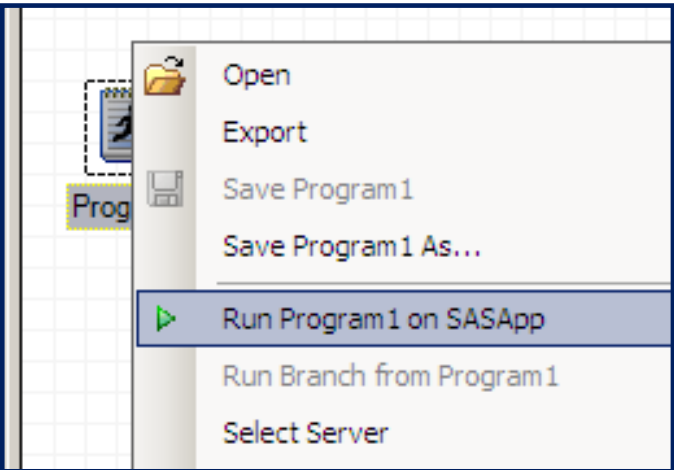 Open
Export
Prog
Save Program1
Save Program1 As...
Run Program1 on SASApp
Run Branch from Program1
Select Server